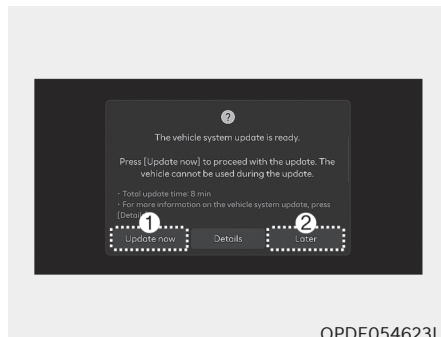 ?
The vehicle system update is ready.
Press [Update now] to proceed with the update. The
vehicle cannot be used during the update.
• Total update time: 8 min
• For more information on the vehicle system update, press
[Detai
1
2
Update now
Details
Later
OPDE054623L